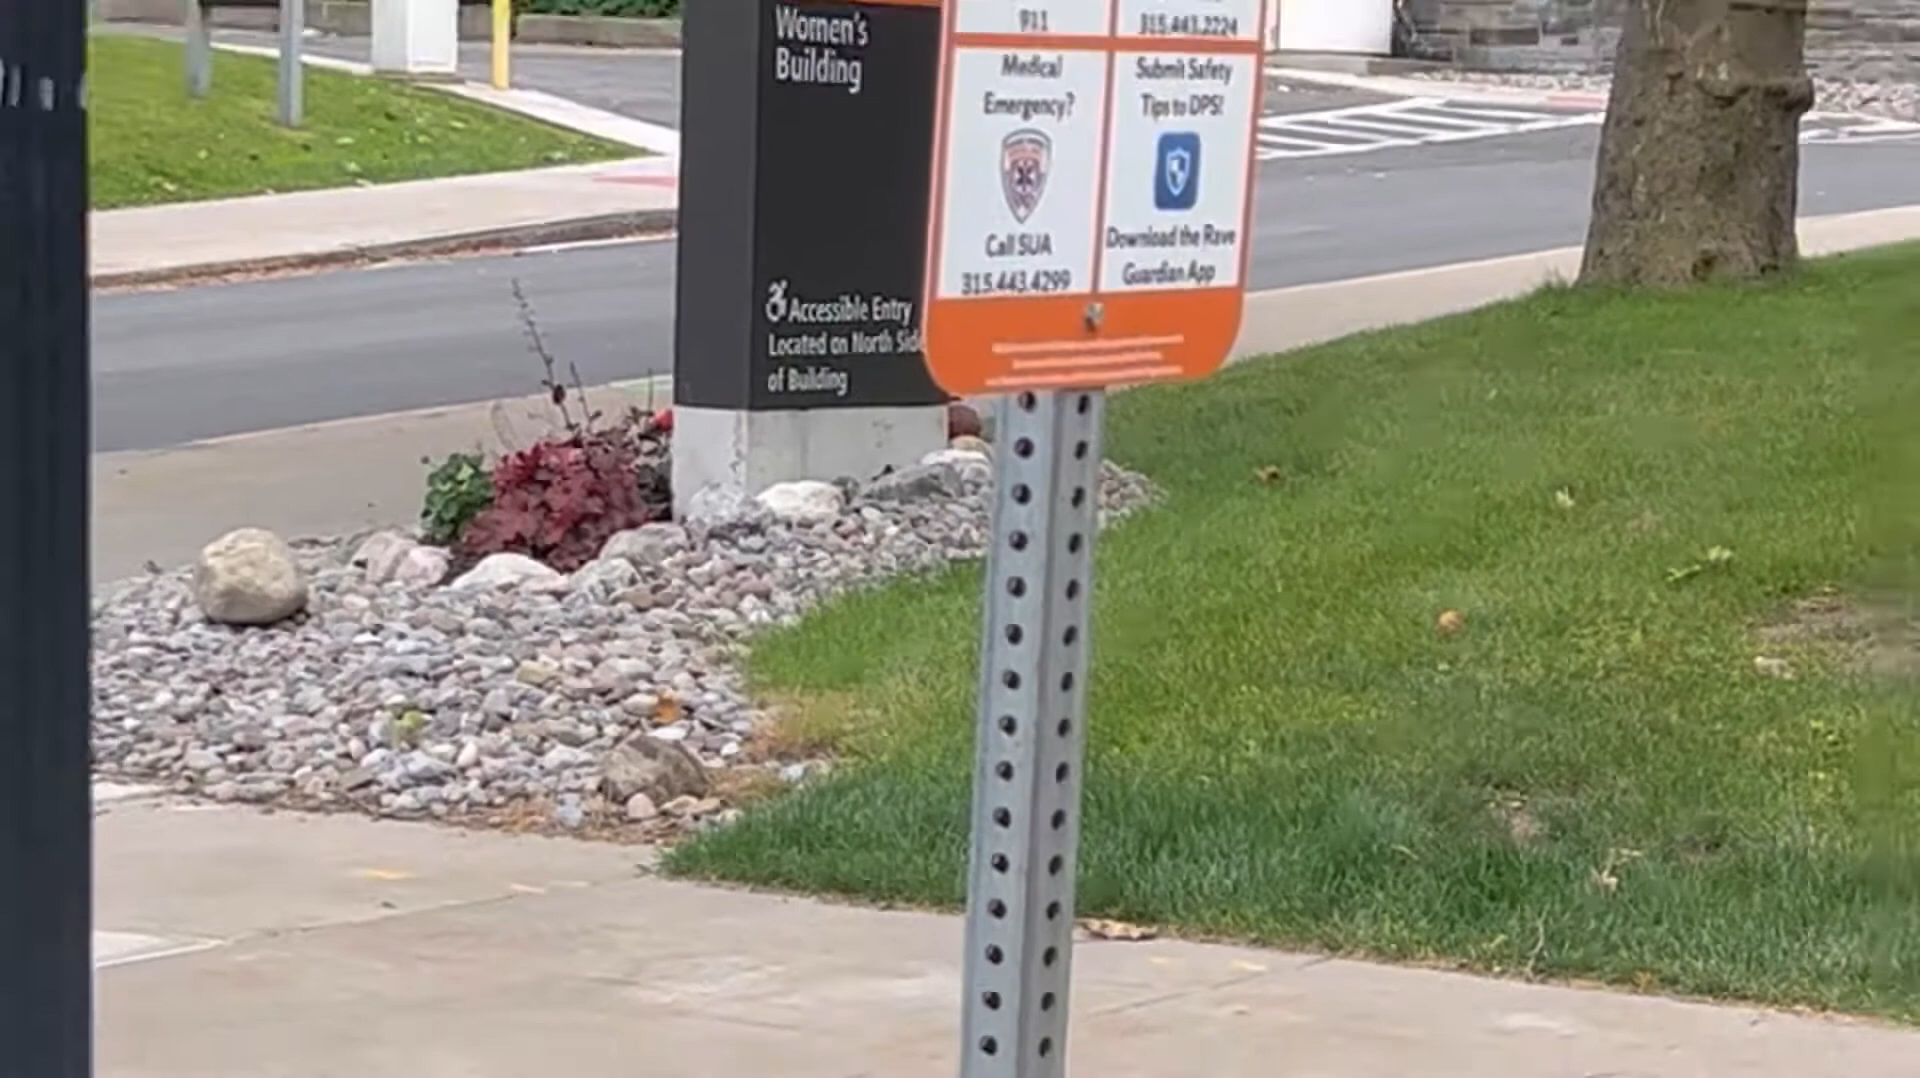 Women's
Building
Accessible Entry
Located on North Side
of Building
911
315.443.2224
Medical
Emergency?
Call SUA
315.443.4299
Submit Safety
Tips to DPS!
Download the Rave
Guardian App